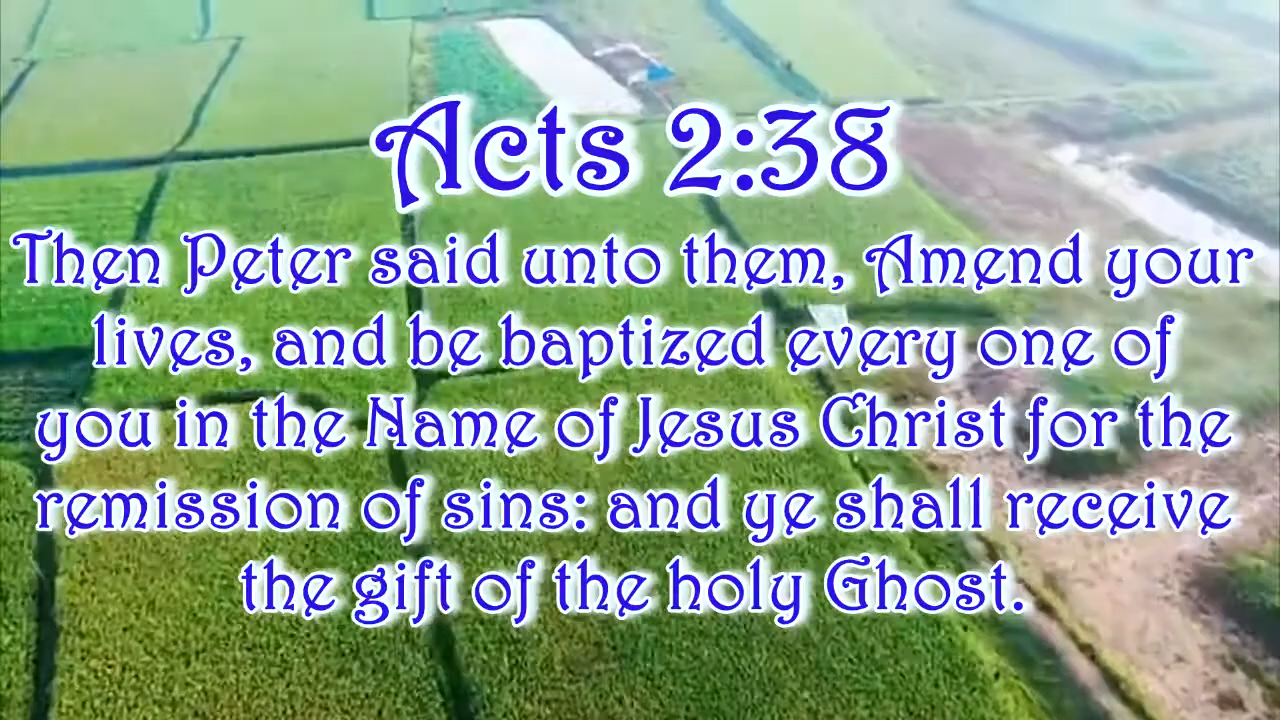 Acts 2:38
Then Peter said unto them, Amend your
lives, and be baptized every one of
you in the Name of Jesus Christ for the
remission of sins: and ye shall receive
the gift of the holy Ghost.